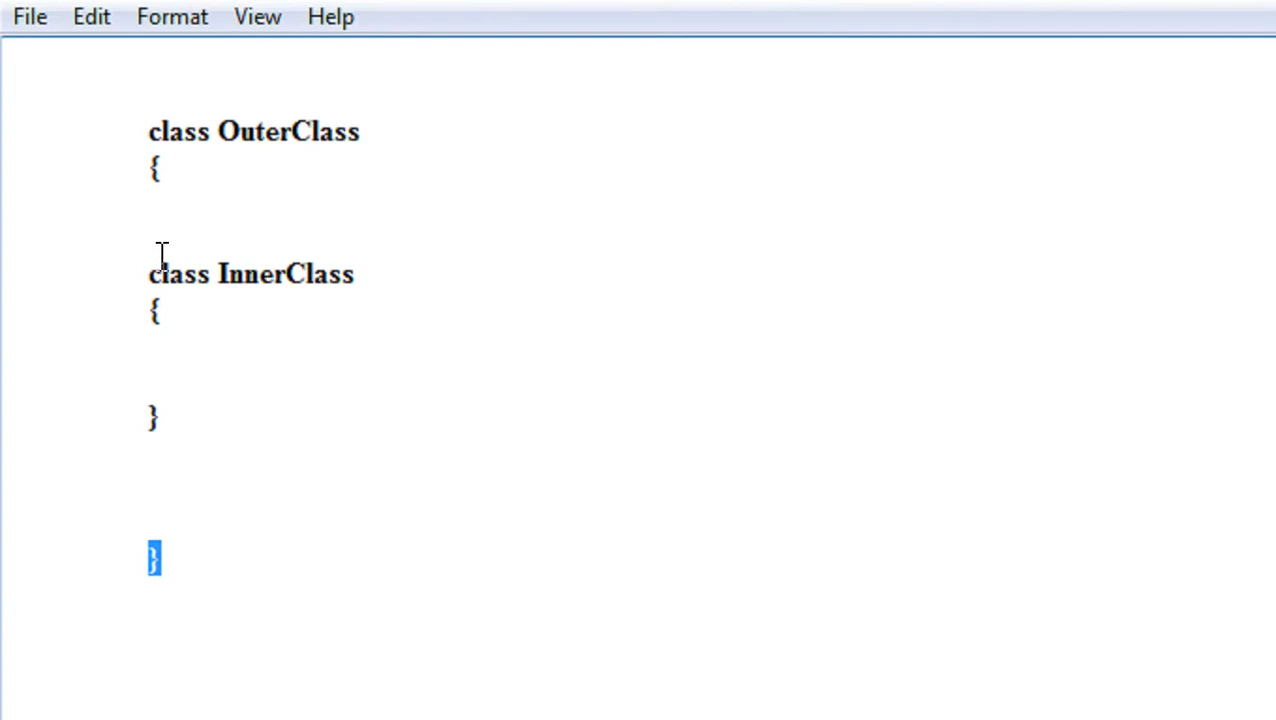 File Edit Format View Help
class OuterClass
{
class InnerClass
{
}
}